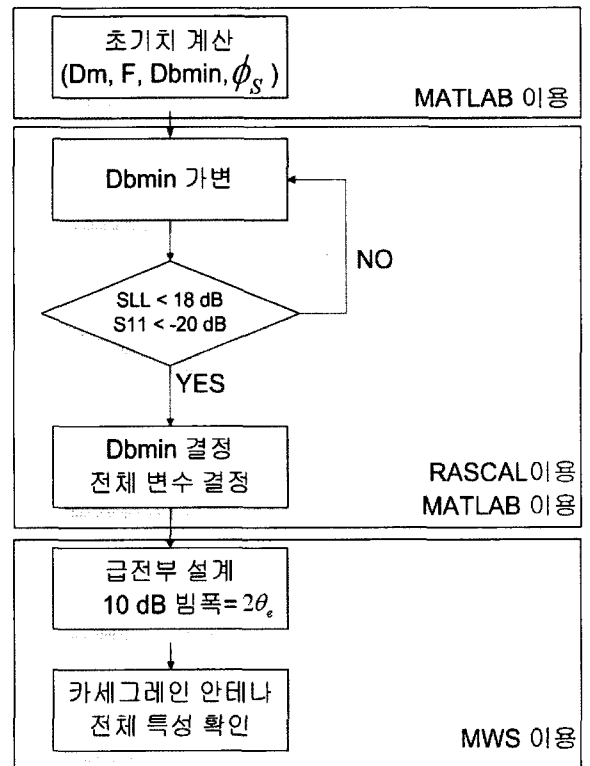 초기치 계산
(Dm, F, Dbmin, ϕS )
MATLAB 이용
Dbmin 가변
NO
SLL < 18 dB
S11 < -20 dB
YES
Dbmin 결정
전체 변수 결정
RASCAL이용
MATLAB 이용
급전부 설계
10 dB 빔폭= 2θe
카세그레인 안테나
전체 특성 확인
MWS 이용